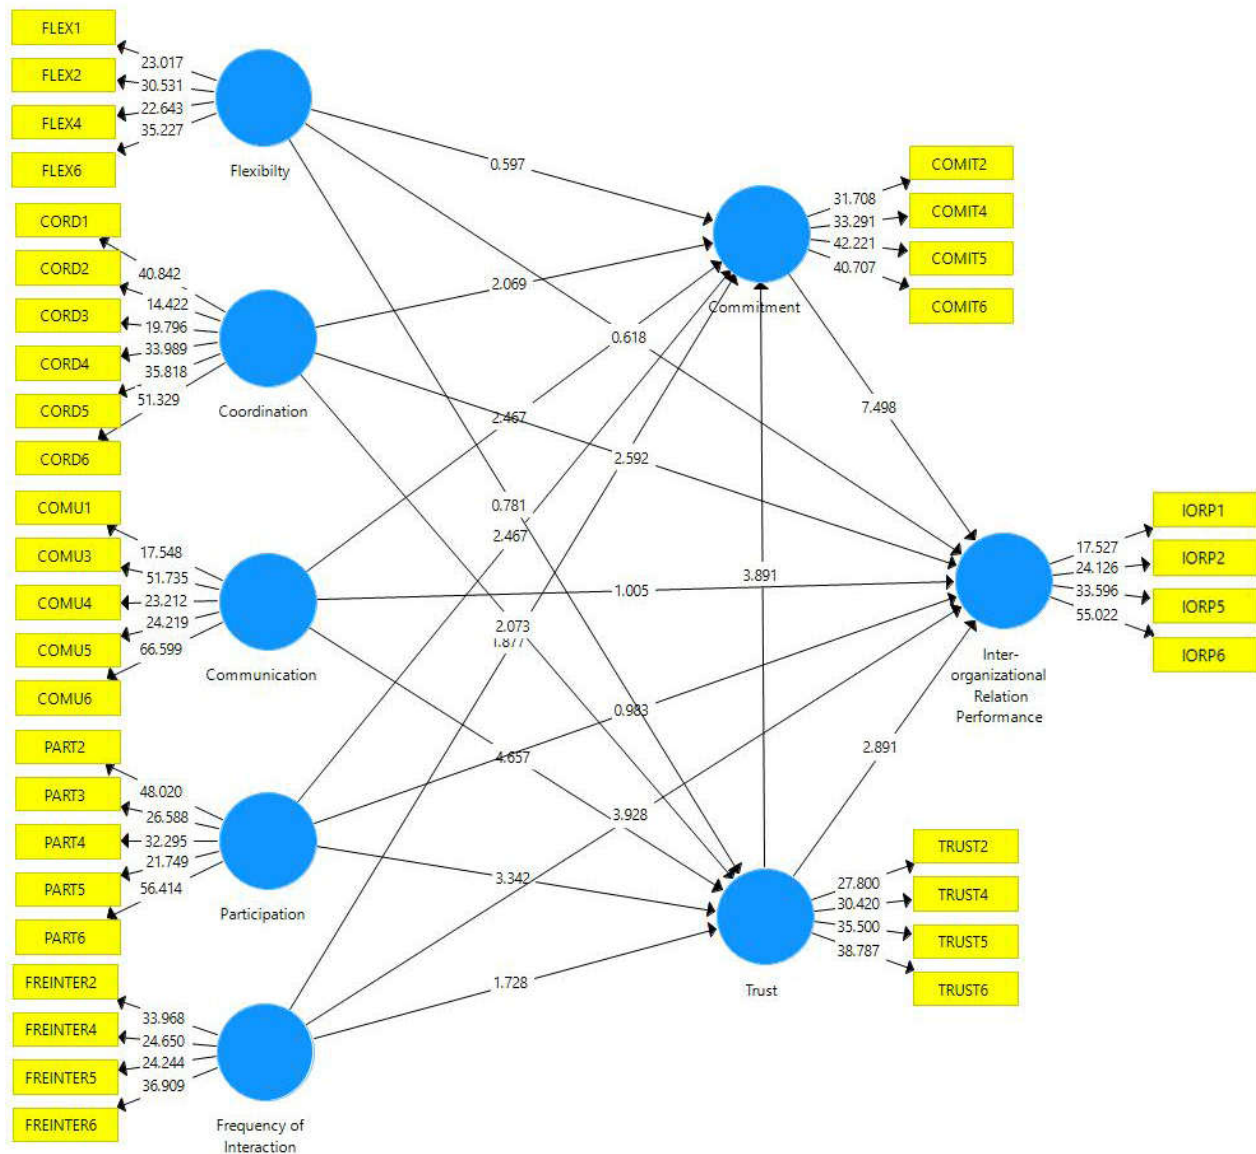 FLEX1
23.017
FLEX2
30.531
FLEX4
22.643
35.227
FLEX6
Flexibilty
CORD1
40.842
CORD2
14.422
CORD3
19.796
33.989
CORD4
35.818
CORD5
51.329
CORD6
Coordination
COMU1
17.548
COMU3
51.735
COMU4
23.212
24.219
COMU5
66.599
COMU6
Communication
PART2
48.020
PART3
26.588
PART4
32.295
21.749
PART5
56.414
PART6
Participation
FREINTER2
33.968
FREINTER4
24.650
24.244
FREINTER5
36.909
FREINTER6
Frequency of
Interaction
0.597
2.069
0.618
2.467
2.592
0.781
2.467
3.891
1.005
2.073
1.877
0.983
4.657
3.928
3.342
1.728
7.498
2.891
Commitment
31.708
COMIT2
33.291
COMIT4
42.221
COMIT5
40.707
COMIT6
Inter-
organizational
Relation
Performance
17.527
IORP1
24.126
IORP2
33.596
IORP5
55.022
IORP6
Trust
27.800
TRUST2
30.420
TRUST4
35.500
TRUST5
38.787
TRUST6